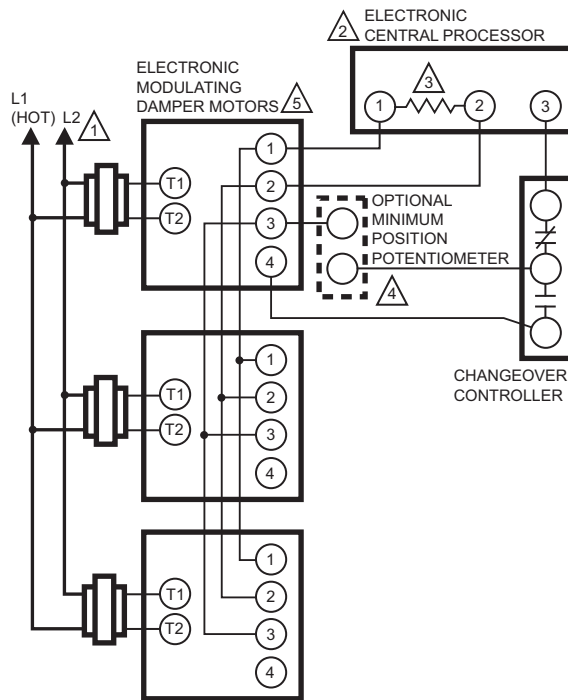 2
ELECTRONIC
CENTRAL PROCESSOR
3
1
2
3
ELECTRONIC
MODULATING
DAMPER MOTORS
5
L1
(HOT)
L2
1
T1
T2
1
2
3
4
OPTIONAL
MINIMUM
POSITION
POTENTIOMETER
4
CHANGEOVER
CONTROLLER
T1
T2
1
2
3
4
T1
T2
1
2
3
4